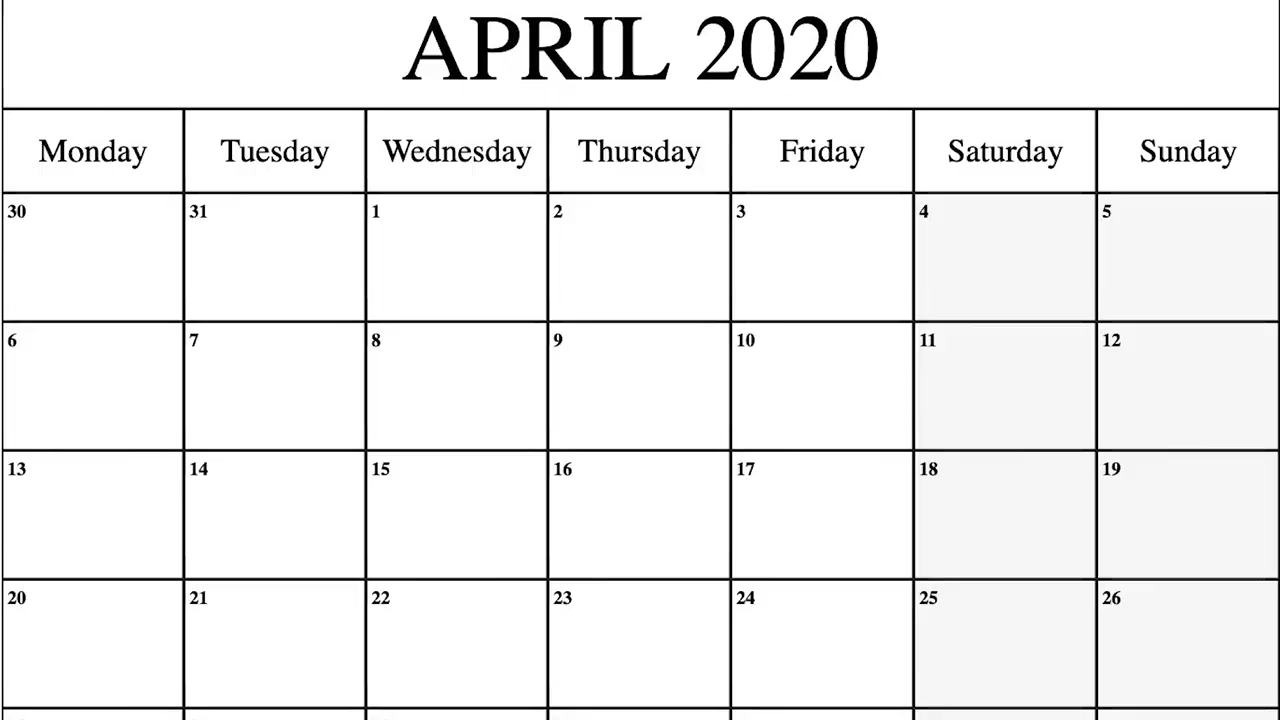 APRIL 2020
Monday Tuesday Wednesday Thursday Friday Saturday Sunday
30 31 1 2 3 4 5
6 7 8 9 10 11 12
13 14 15 16 17 18 19
20 21 22 23 24 25 26